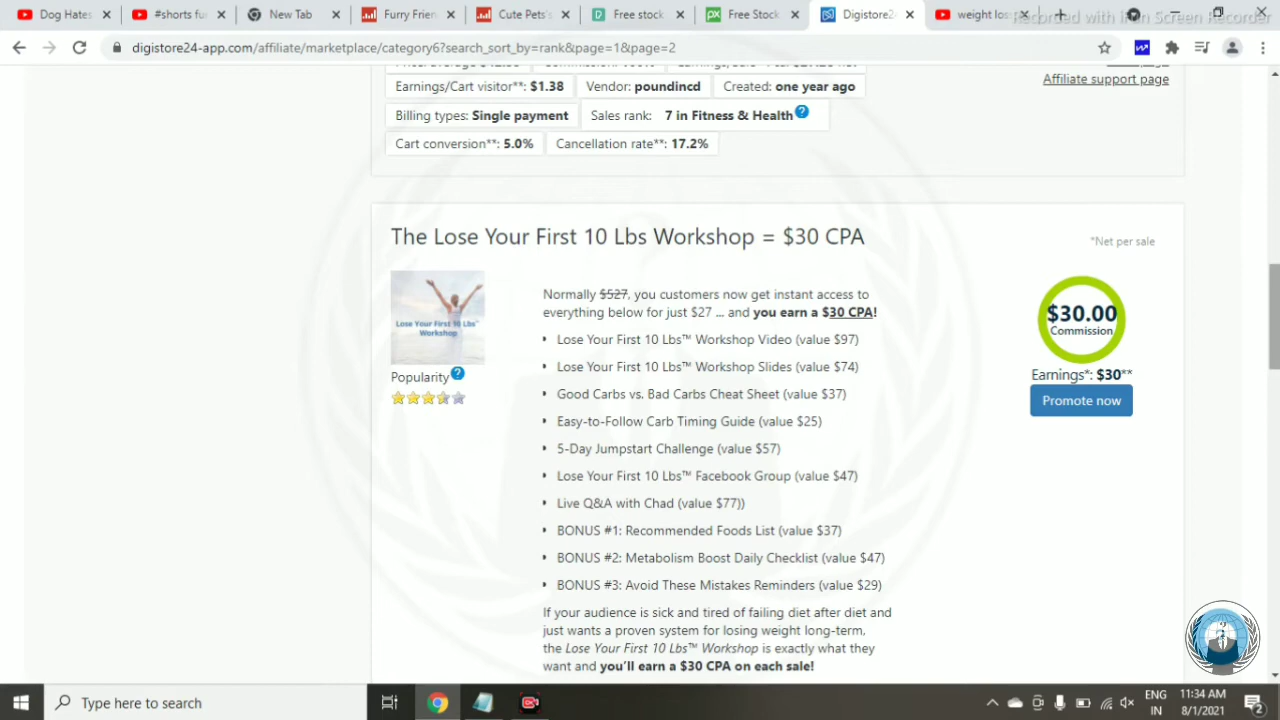 Dog Hates
#shorts fu
New Tab
Furry Frien
Cute Pet's
Free stock
Free Stock
Digistore2
weight los
Recorded with iTop Screen Recorder
digistore24-app.com/affiliate/marketplace/category6?search_sort_by=rank&page=1&page=2
Earnings/Cart visitor**: $1.38
Vendor: poundincd
Created: one year ago
Affiliate support page
Billing types: Single payment
Sales rank: 7 in Fitness & Health
Cart conversion**: 5.0%
Cancellation rate**: 17.2%
The Lose Your First 10 Lbs Workshop = $30 CPA
*Net per sale
Lose Your First 10 Lbs™
Workshop
Popularity
Normally $527, you customers now get instant access to
everything below for just $27 ... and you earn a $30 CPA!
Lose Your First 10 Lbs™ Workshop Video (value $97)
Lose Your First 10 Lbs™ Workshop Slides (value $74)
Good Carbs vs. Bad Carbs Cheat Sheet (value $37)
Easy-to-Follow Carb Timing Guide (value $25)
5-Day Jumpstart Challenge (value $57)
Lose Your First 10 Lbs™ Facebook Group (value $47)
Live Q&A with Chad (value $77))
BONUS #1: Recommended Foods List (value $37)
BONUS #2: Metabolism Boost Daily Checklist (value $47)
BONUS #3: Avoid These Mistakes Reminders (value $29)
If your audience is sick and tired of failing diet after diet and
just wants a proven system for losing weight long-term,
the Lose Your First 10 Lbs™ Workshop is exactly what they
want and you'll earn a $30 CPA on each sale!
$30.00
Commission
Earnings*: $30**
Promote now
Type here to search
ENG
IN
11:34 AM
8/1/2021
2